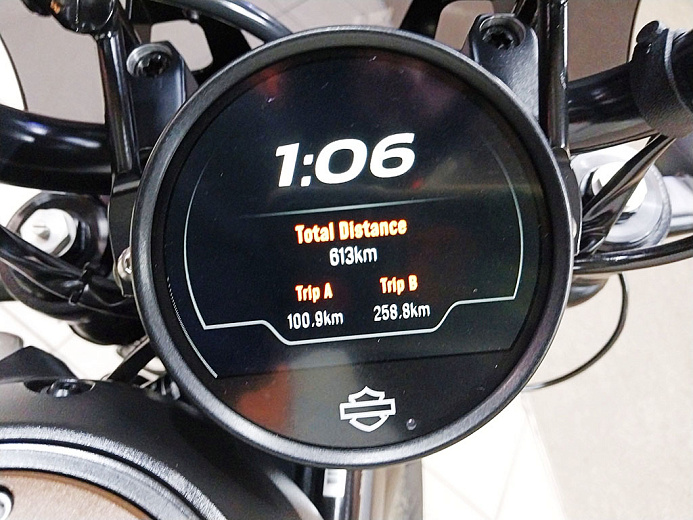 1:06
Total Distance
613km
Trip A Trip B
100.9km 258.8km